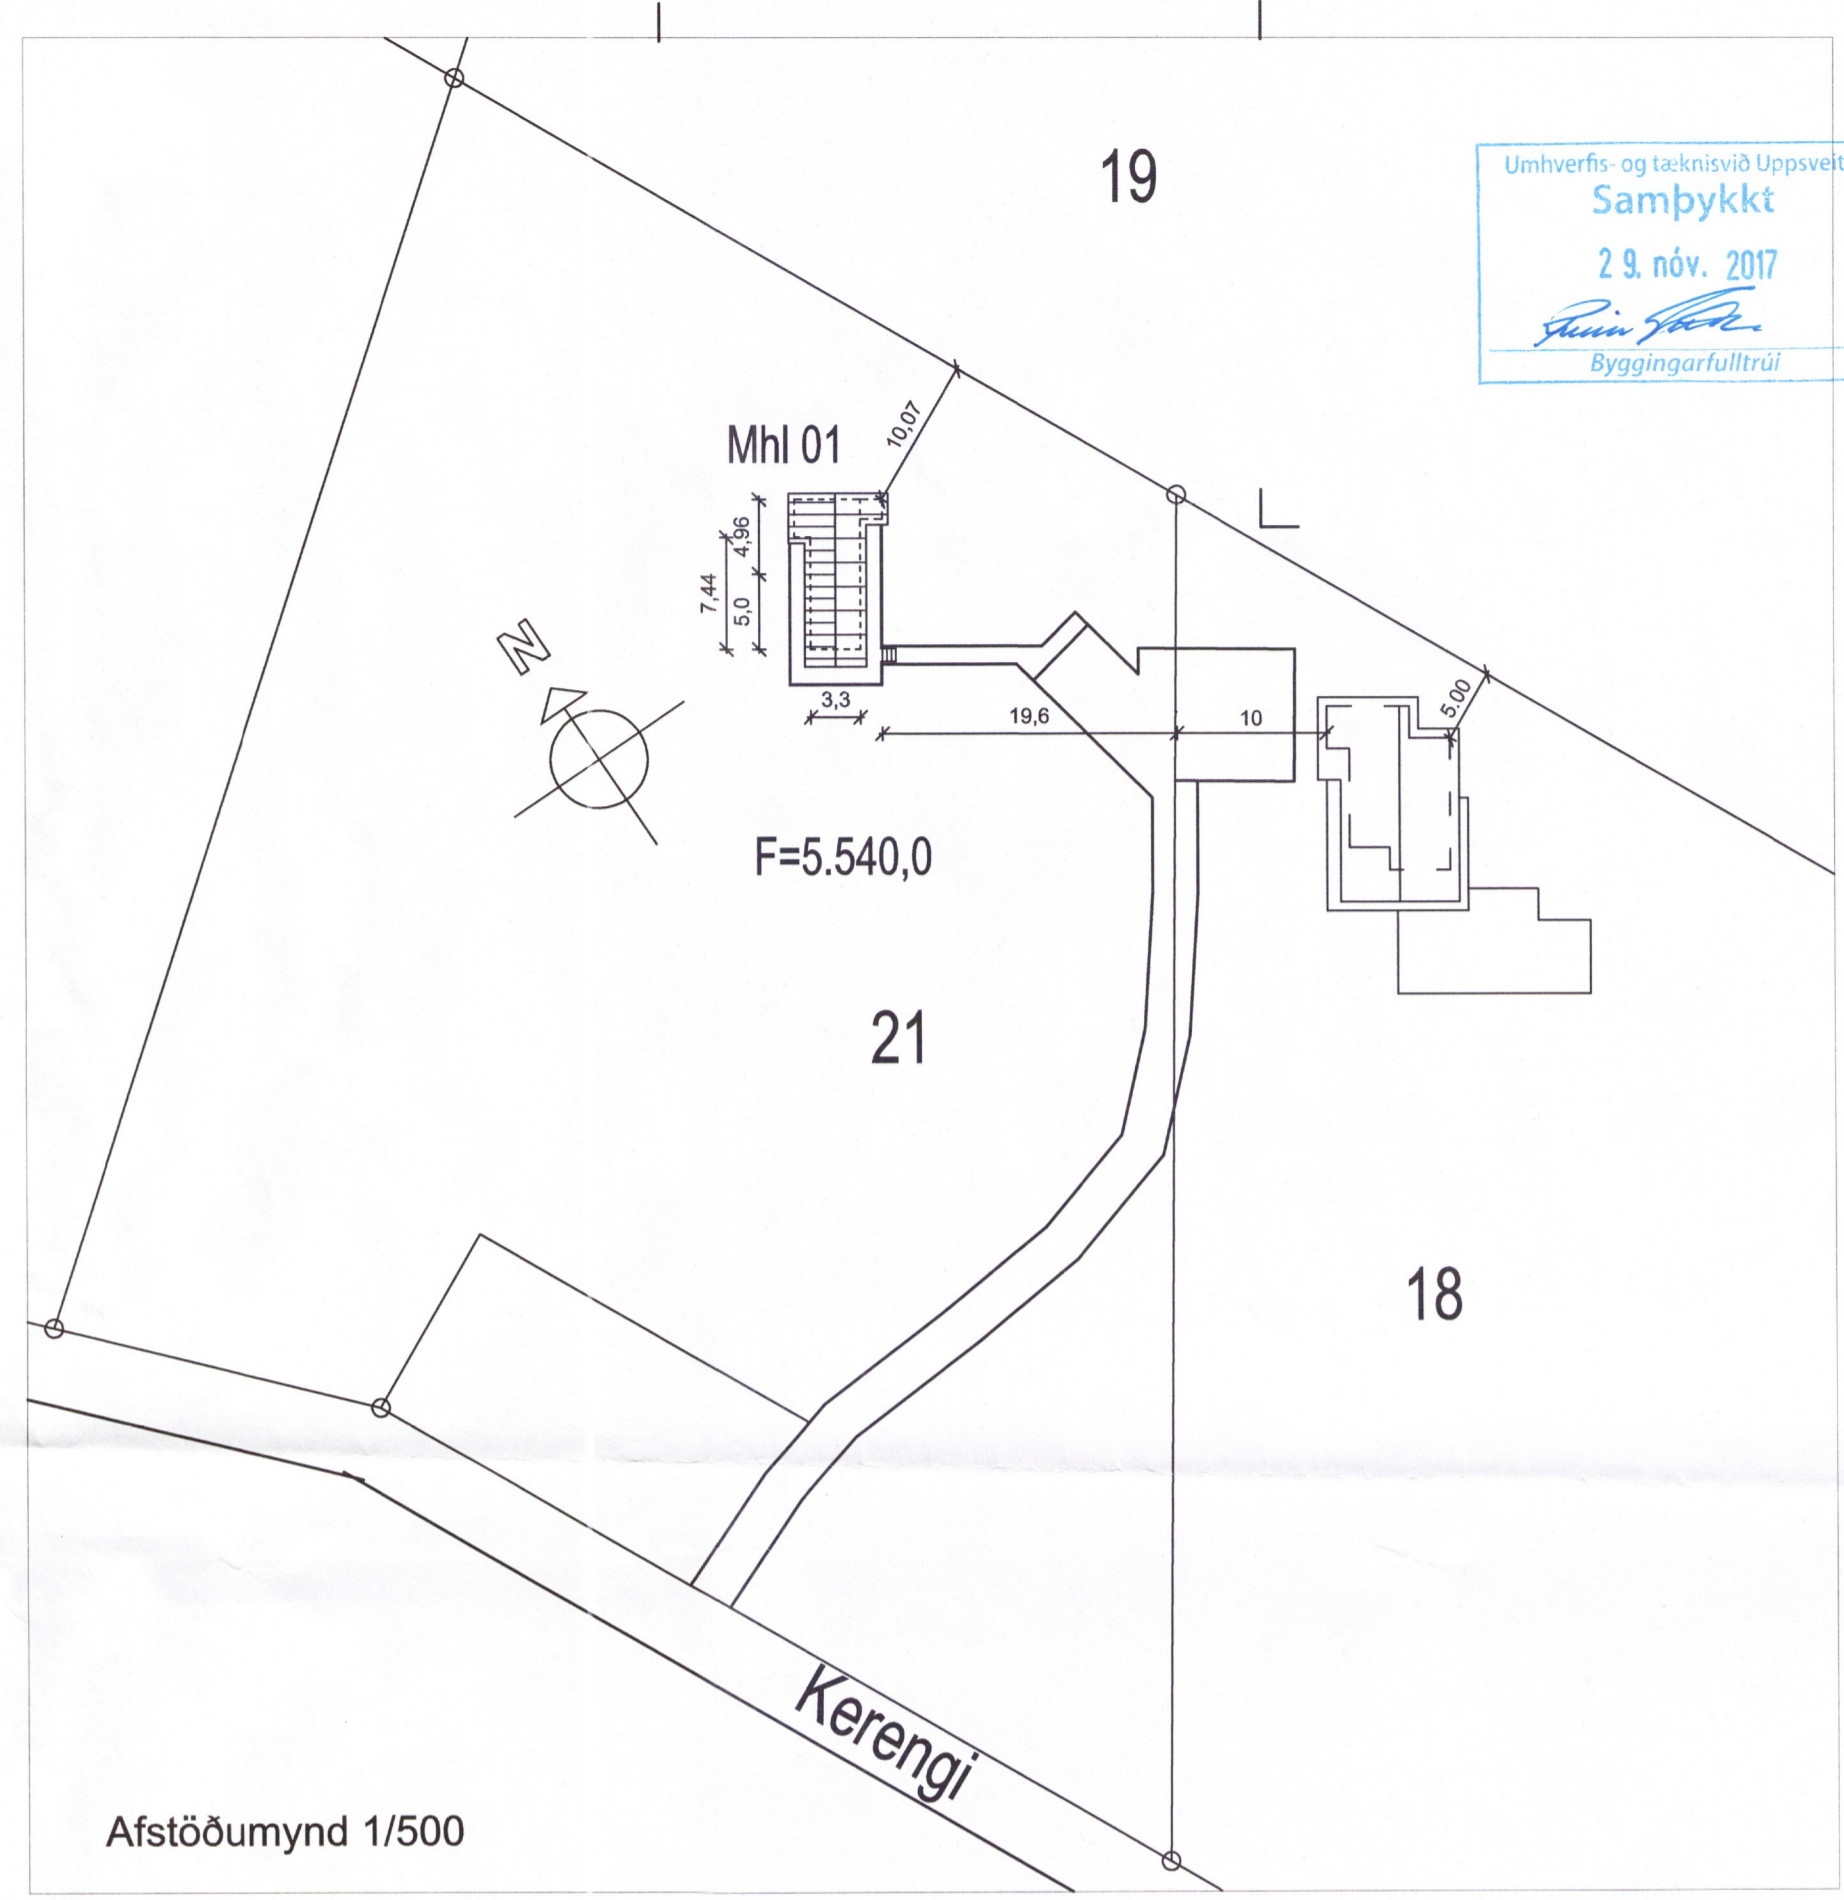 19
Umhverfis- og tæknisvið Uppsveit
Samþykkt
29. nóv. 2017
Byggingarfulltrúi
10,07
Mhl 01
4,96
7,44
5,0
N
3,3
19,6
10
5.00
F=5.540,0
21
18
Kerengi
Afstöðumynd 1/500